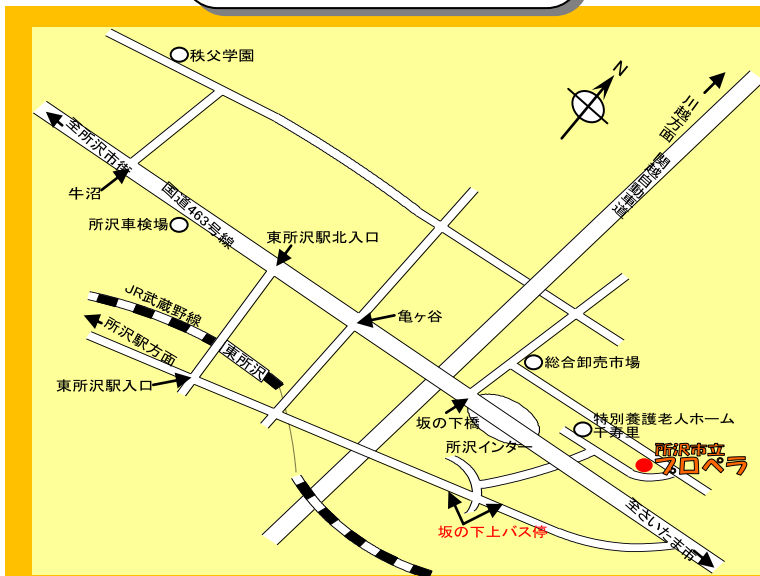 秩父学園
N
川越方面
関越自動車道
至所沢市街
牛沼
国道463号線
所沢車検場
東所沢駅北入口
JR武蔵野線
所沢駅方面
東所沢
亀ヶ谷
東所沢駅入口
総合卸売市場
坂の下橋
特別養護老人ホーム
千寿里
所沢インター
所沢市立
プロペラ
坂の下上バス停
至さいたま市